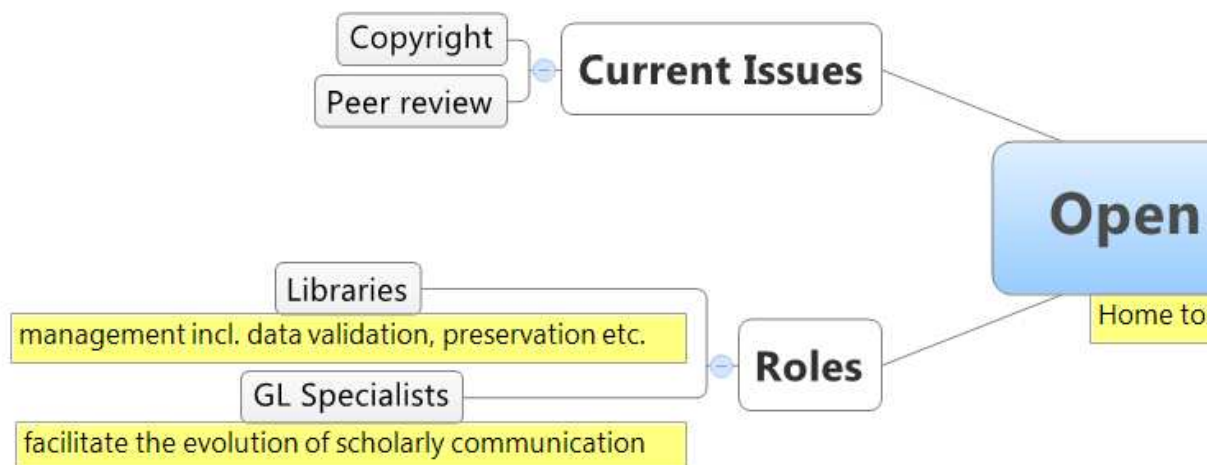 Copyright
Current Issues
Peer review
Open
Libraries
management incl. data validation, preservation etc.
Home to
Roles
GL Specialists
facilitate the evolution of scholarly communication